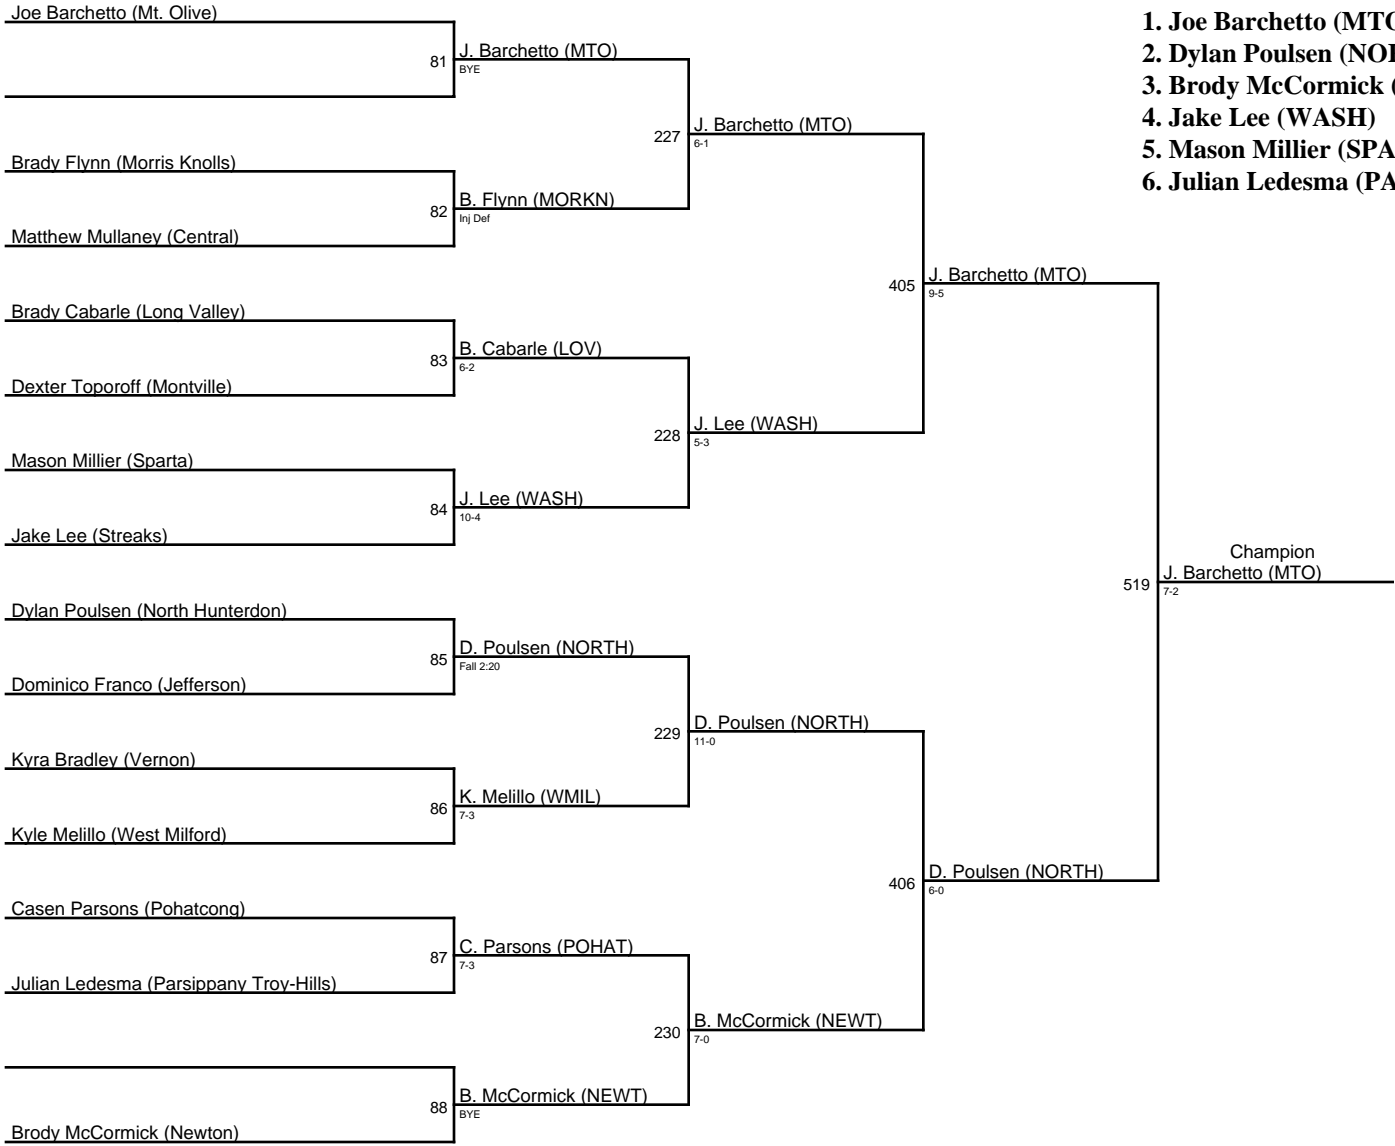 Joe Barchetto (Mt. Olive)
81
J. Barchetto (MTO)
BYE
Brady Flynn (Morris Knolls)
82
B. Flynn (MORKN)
Inj Def
Matthew Mullaney (Central)
227
J. Barchetto (MTO)
6-1
Brady Cabarle (Long Valley)
83
B. Cabarle (LOV)
6-2
Dexter Toporoff (Montville)
228
J. Lee (WASH)
5-3
Mason Millier (Sparta)
84
J. Lee (WASH)
10-4
Jake Lee (Streaks)
405
J. Barchetto (MTO)
9-5
Dylan Poulsen (North Hunterdon)
85
D. Poulsen (NORTH)
Fall 2:20
Dominico Franco (Jefferson)
229
D. Poulsen (NORTH)
11-0
Kyra Bradley (Vernon)
86
K. Melillo (WMIL)
7-3
Kyle Melillo (West Milford)
406
D. Poulsen (NORTH)
6-0
Casen Parsons (Pohatcong)
87
C. Parsons (POHAT)
7-3
Julian Ledesma (Parsippany Troy-Hills)
230
B. McCormick (NEWT)
7-0
88
B. McCormick (NEWT)
BYE
Brody McCormick (Newton)
519
Champion
J. Barchetto (MTO)
7-2
1. Joe Barchetto (MTO
2. Dylan Poulsen (NOR
3. Brody McCormick (
4. Jake Lee (WASH)
5. Mason Millier (SPA
6. Julian Ledesma (PA